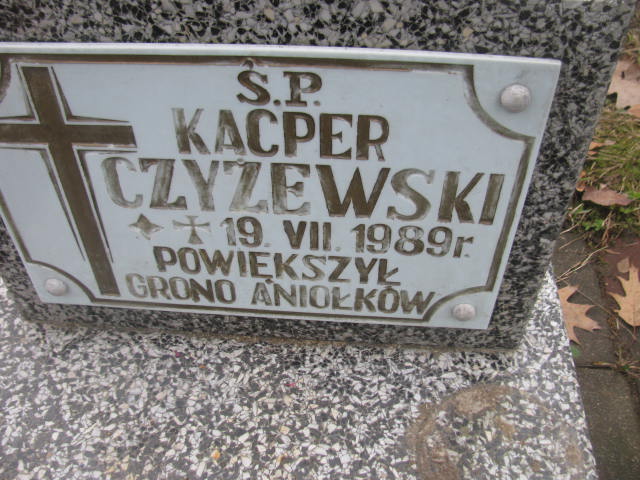 Ś.P.
KACPER
CZYŻEWSKI
19. VII. 1989r.
POWIĘKSZYŁ
GRONO ANIOŁKÓW